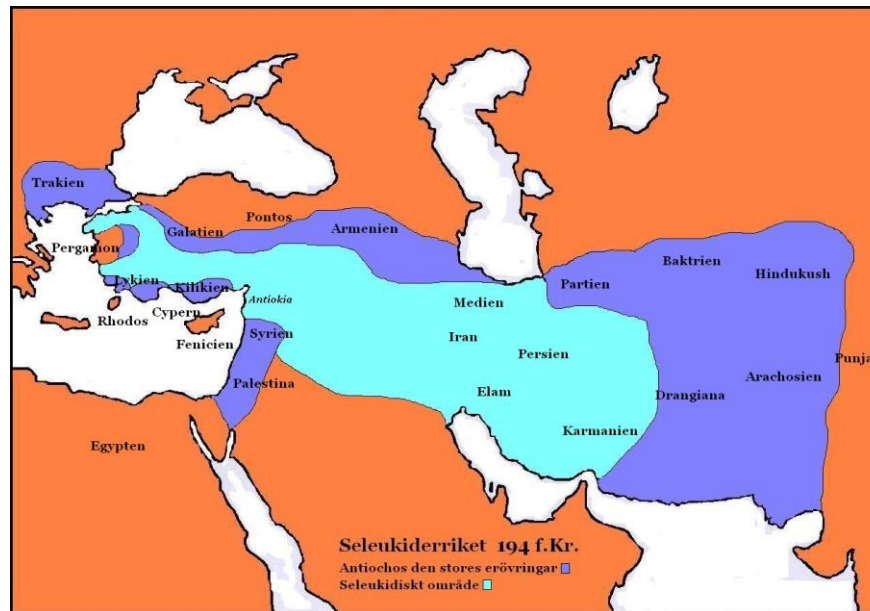 Trakien
Pontos
Galatien
Armenien
Pergamon
Lykien
Kilikien
Antiokia
Rhodos
Cypern
Fenicien
Syrien
Palestina
Egypten
Medien
Iran
Persien
Elam
Karmanien
Partien
Baktrien
Hindukush
Punja
Drangiana
Arachosien
Seleukiderriket 194 f.Kr.
Antiochos den stores erövringar
Seleukidiskt område